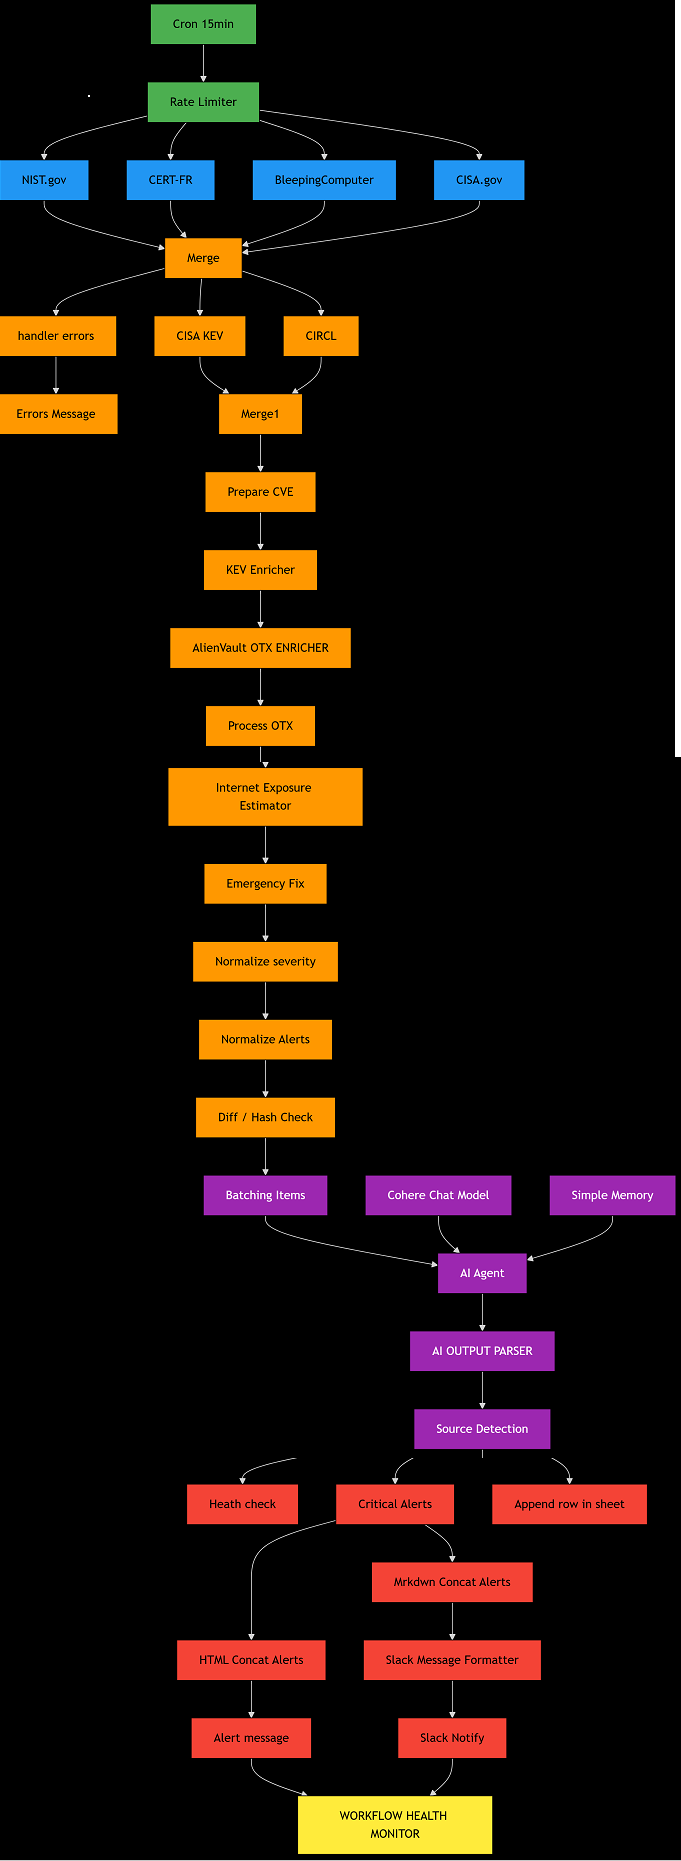 Cron 15min
Rate Limiter
NIST.gov
CERT-FR
BleepingComputer
CISA.gov
Merge
handler errors
CISA KEV
CIRCL
Errors Message
Merge1
Prepare CVE
KEV Enricher
AlienVault OTX ENRICHER
Process OTX
Internet Exposure
Estimator
Emergency Fix
Normalize severity
Normalize Alerts
Diff / Hash Check
Batching Items
Cohere Chat Model
Simple Memory
AI Agent
AI OUTPUT PARSER
Source Detection
Heath check
Critical Alerts
Append row in sheet
Mrkdwn Concat Alerts
HTML Concat Alerts
Slack Message Formatter
Alert message
Slack Notify
WORKFLOW HEALTH
MONITOR